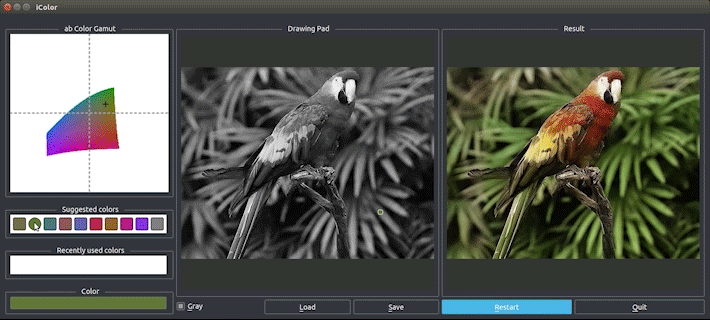 iColor
ab Color Gamut
Drawing Pad
Result
Suggested colors
Recently used colors
Color
Gray
Load
Save
Restart
Quit